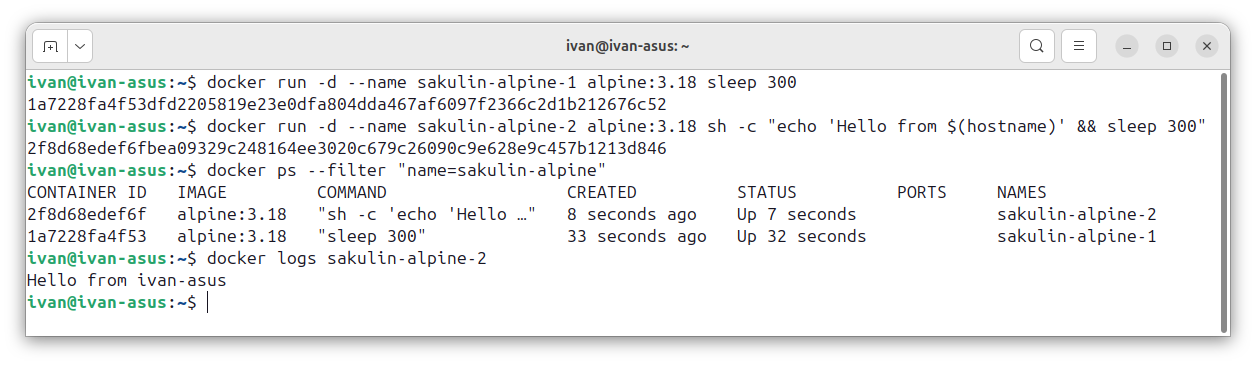 ivan@ivan-asus: ~
ivan@ivan-asus:~$ docker run -d --name sakulin-alpine-1 alpine:3.18 sleep 300
1a7228fa4f53dfd2205819e23e0dfa804dda467af6097f2366c2d1b212676c52
ivan@ivan-asus:~$ docker run -d --name sakulin-alpine-2 alpine:3.18 sh -c "echo 'Hello from $(hostname)' && sleep 300"
2f8d68edef6fbea09329c248164ee3020c679c26090c9e628e9c457b1213d846
ivan@ivan-asus:~$ docker ps --filter "name=sakulin-alpine"
CONTAINER ID   IMAGE         COMMAND                  CREATED          STATUS          PORTS     NAMES
2f8d68edef6f   alpine:3.18   "sh -c 'echo 'Hello …"   8 seconds ago    Up 7 seconds              sakulin-alpine-2
1a7228fa4f53   alpine:3.18   "sleep 300"              33 seconds ago   Up 32 seconds             sakulin-alpine-1
ivan@ivan-asus:~$ docker logs sakulin-alpine-2
Hello from ivan-asus
ivan@ivan-asus:~$